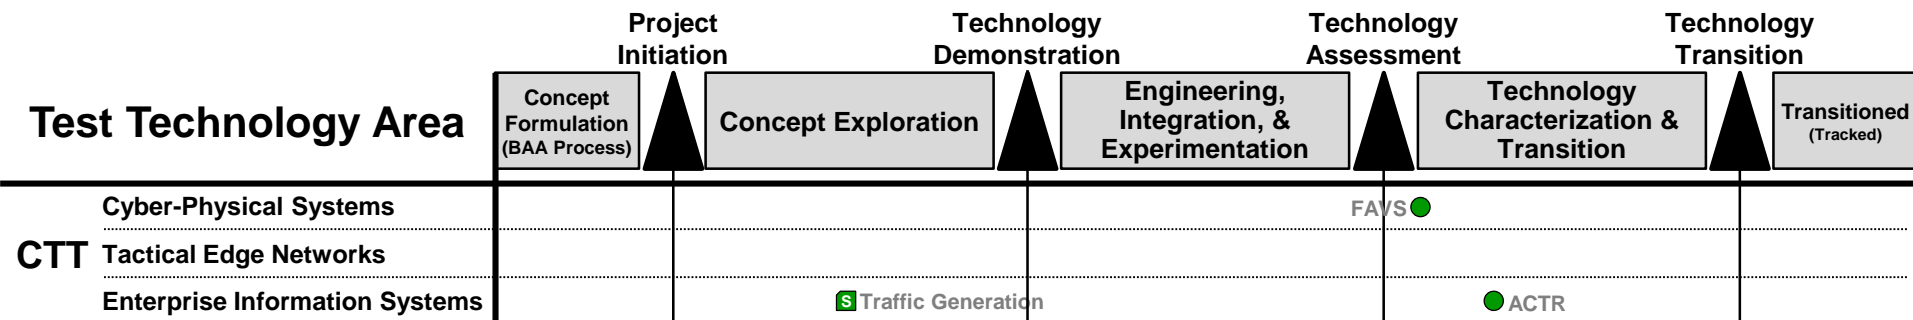 Project
Initiation
Technology
Demonstration
Technology
Assessment
Technology
Transition
Test Technology Area
Concept
Formulation
(BAA Process)
Concept Exploration
Engineering,
Integration, &
Experimentation
Technology
Characterization &
Transition
Transitioned
(Tracked)
CTT
Cyber-Physical Systems
FAVS
Tactical Edge Networks
Enterprise Information Systems
S Traffic Generation
ACTR